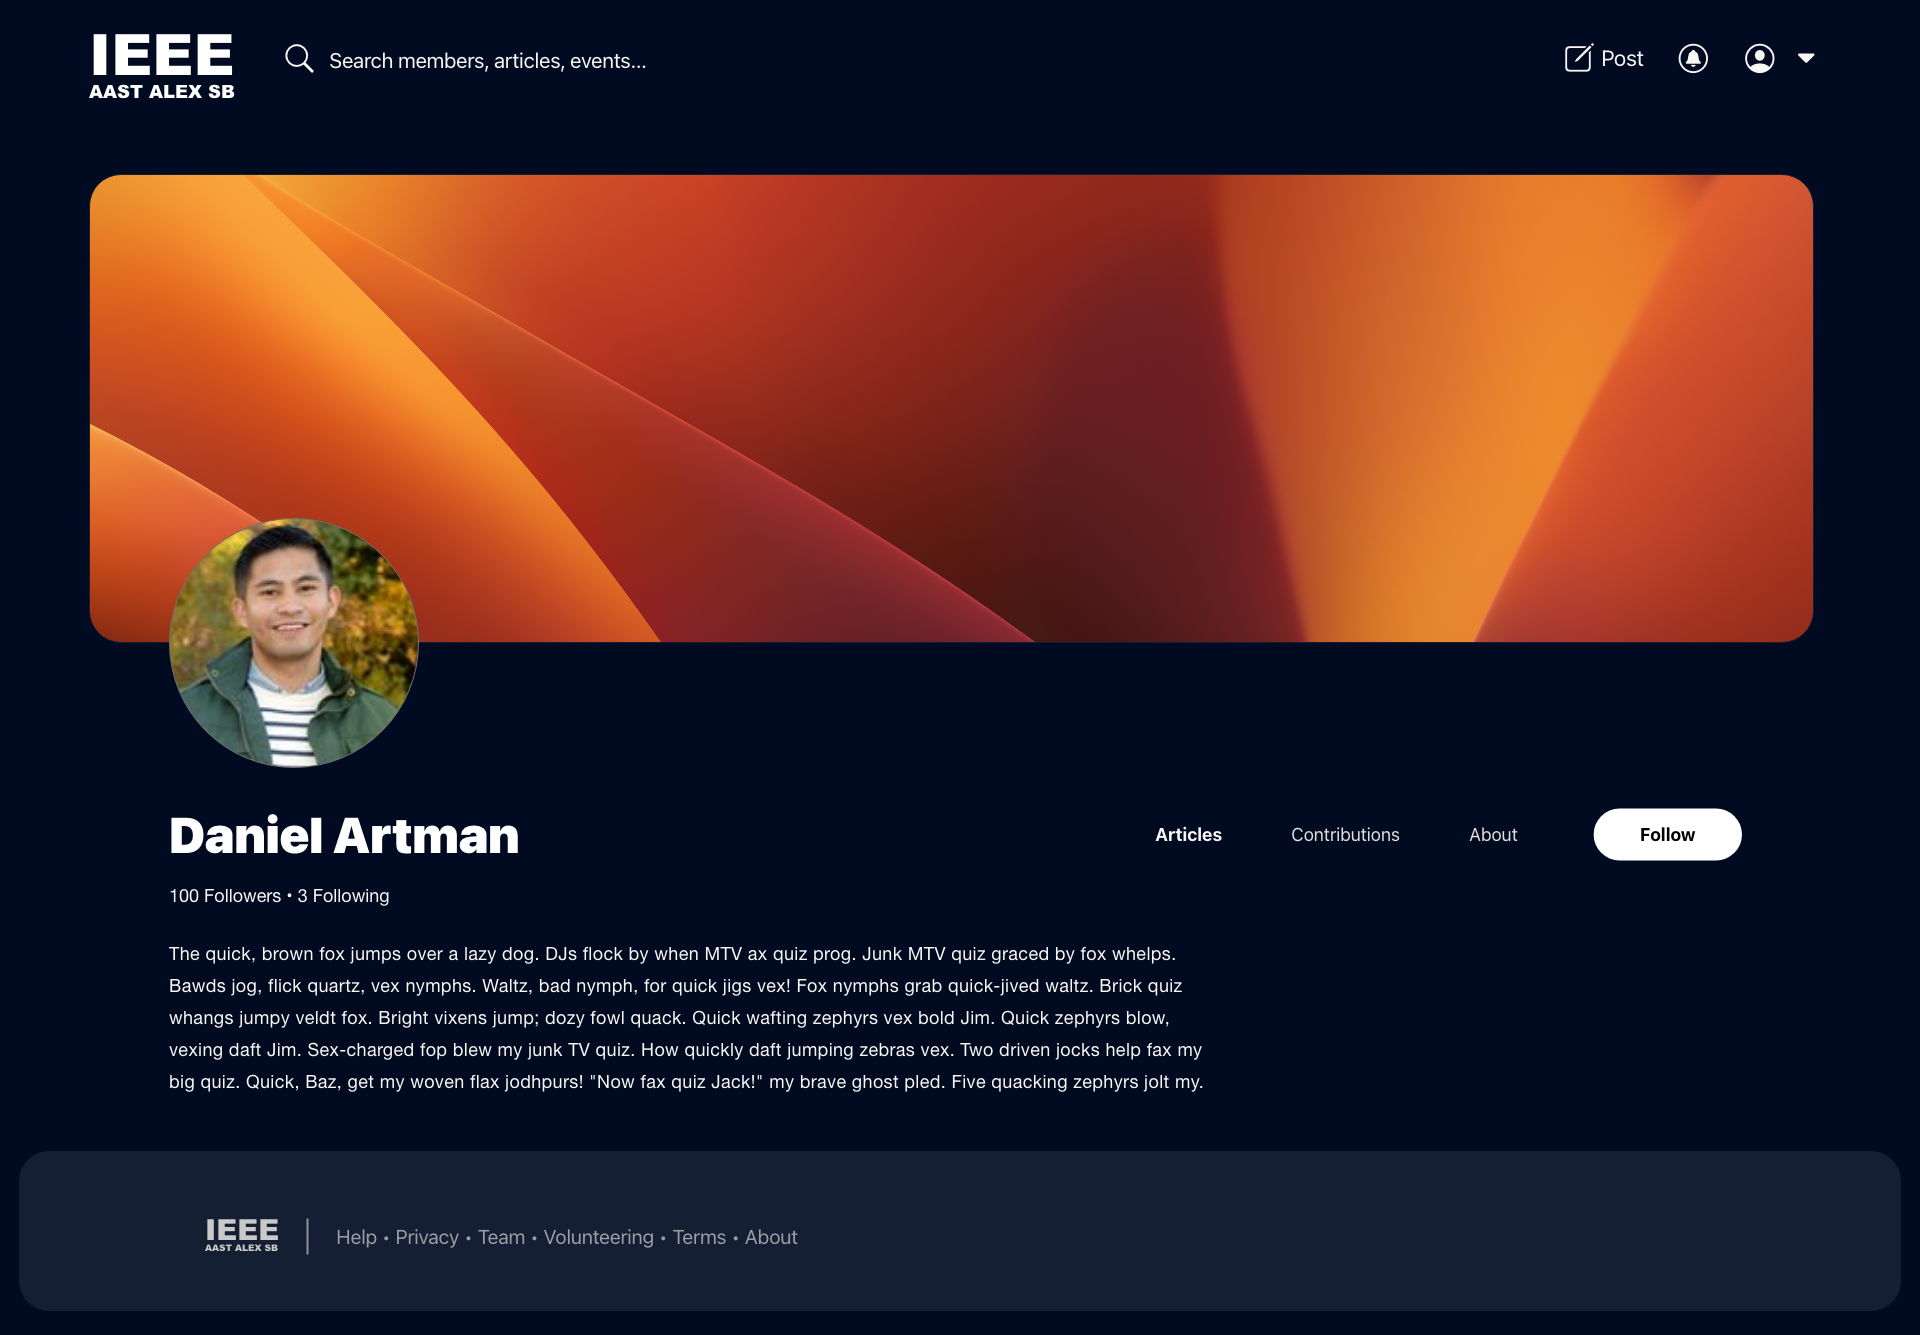 IEEE
AAST ALEX SB
Search members, articles, events...
Post
Daniel Artman
Articles
Contributions
About
Follow
100 Followers • 3 Following
The quick, brown fox jumps over a lazy dog. DJs flock by when MTV ax quiz prog. Junk MTV quiz graced by fox whelps.
Bawds jog, flick quartz, vex nymphs. Waltz, bad nymph, for quick jigs vex! Fox nymphs grab quick-jived waltz. Brick quiz
whangs jumpy veldt fox. Bright vixens jump; dozy fowl quack. Quick wafting zephyrs vex bold Jim. Quick zephyrs blow,
vexing daft Jim. Sex-charged fop blew my junk TV quiz. How quickly daft jumping zebras vex. Two driven jocks help fax my
big quiz. Quick, Baz, get my woven flax jodhpurs! "Now fax quiz Jack!" my brave ghost pled. Five quacking zephyrs jolt my.
IEEE
AAST ALEX SB
Help • Privacy • Team • Volunteering • Terms • About